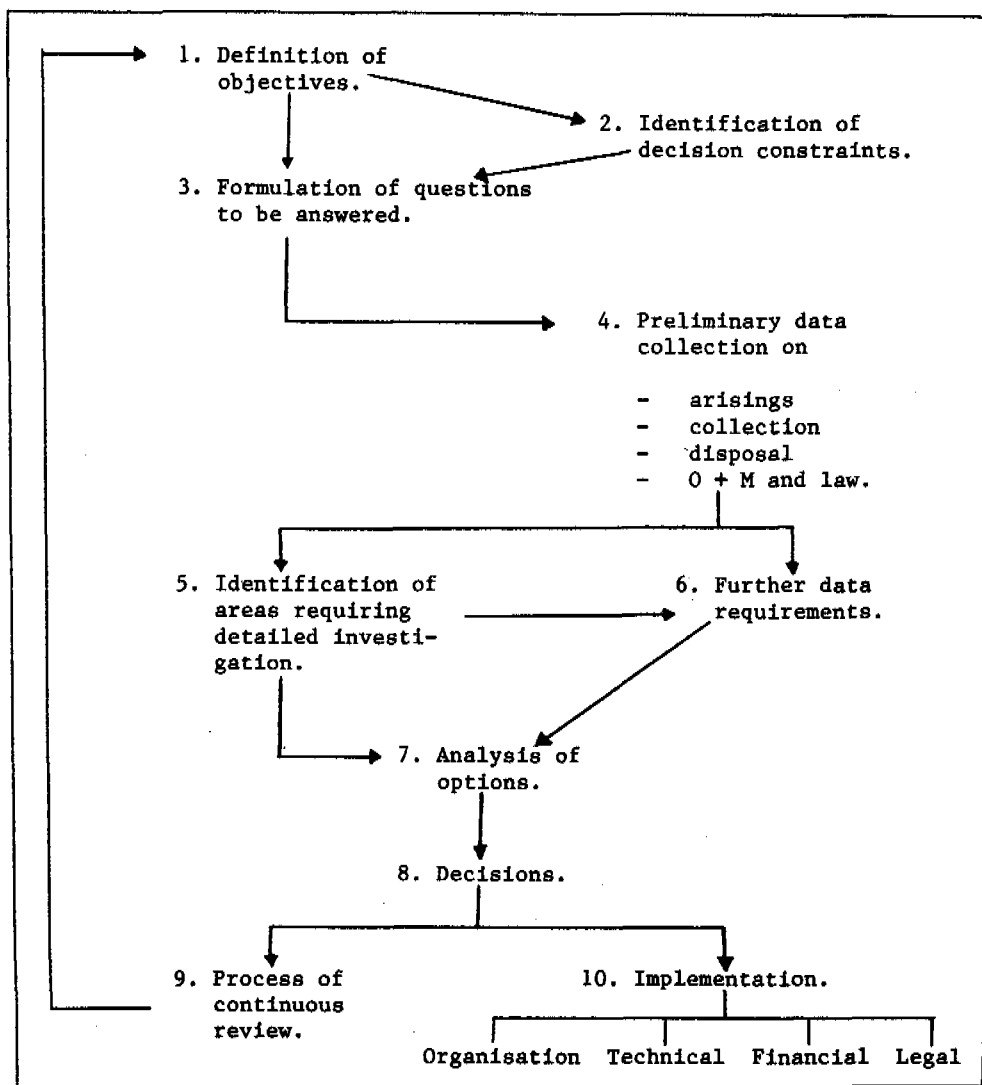 1. Definition of
objectives.
2. Identification of
decision constraints.
3. Formulation of questions
to be answered.
4. Preliminary data
collection on
- arisings
- collection
- disposal
- O + M and law.
5. Identification of
areas requiring
detailed investi-
gation.
6. Further data
requirements.
7. Analysis of
options.
8. Decisions.
9. Process of
continuous
review.
10. Implementation.
Organisation Technical Financial Legal